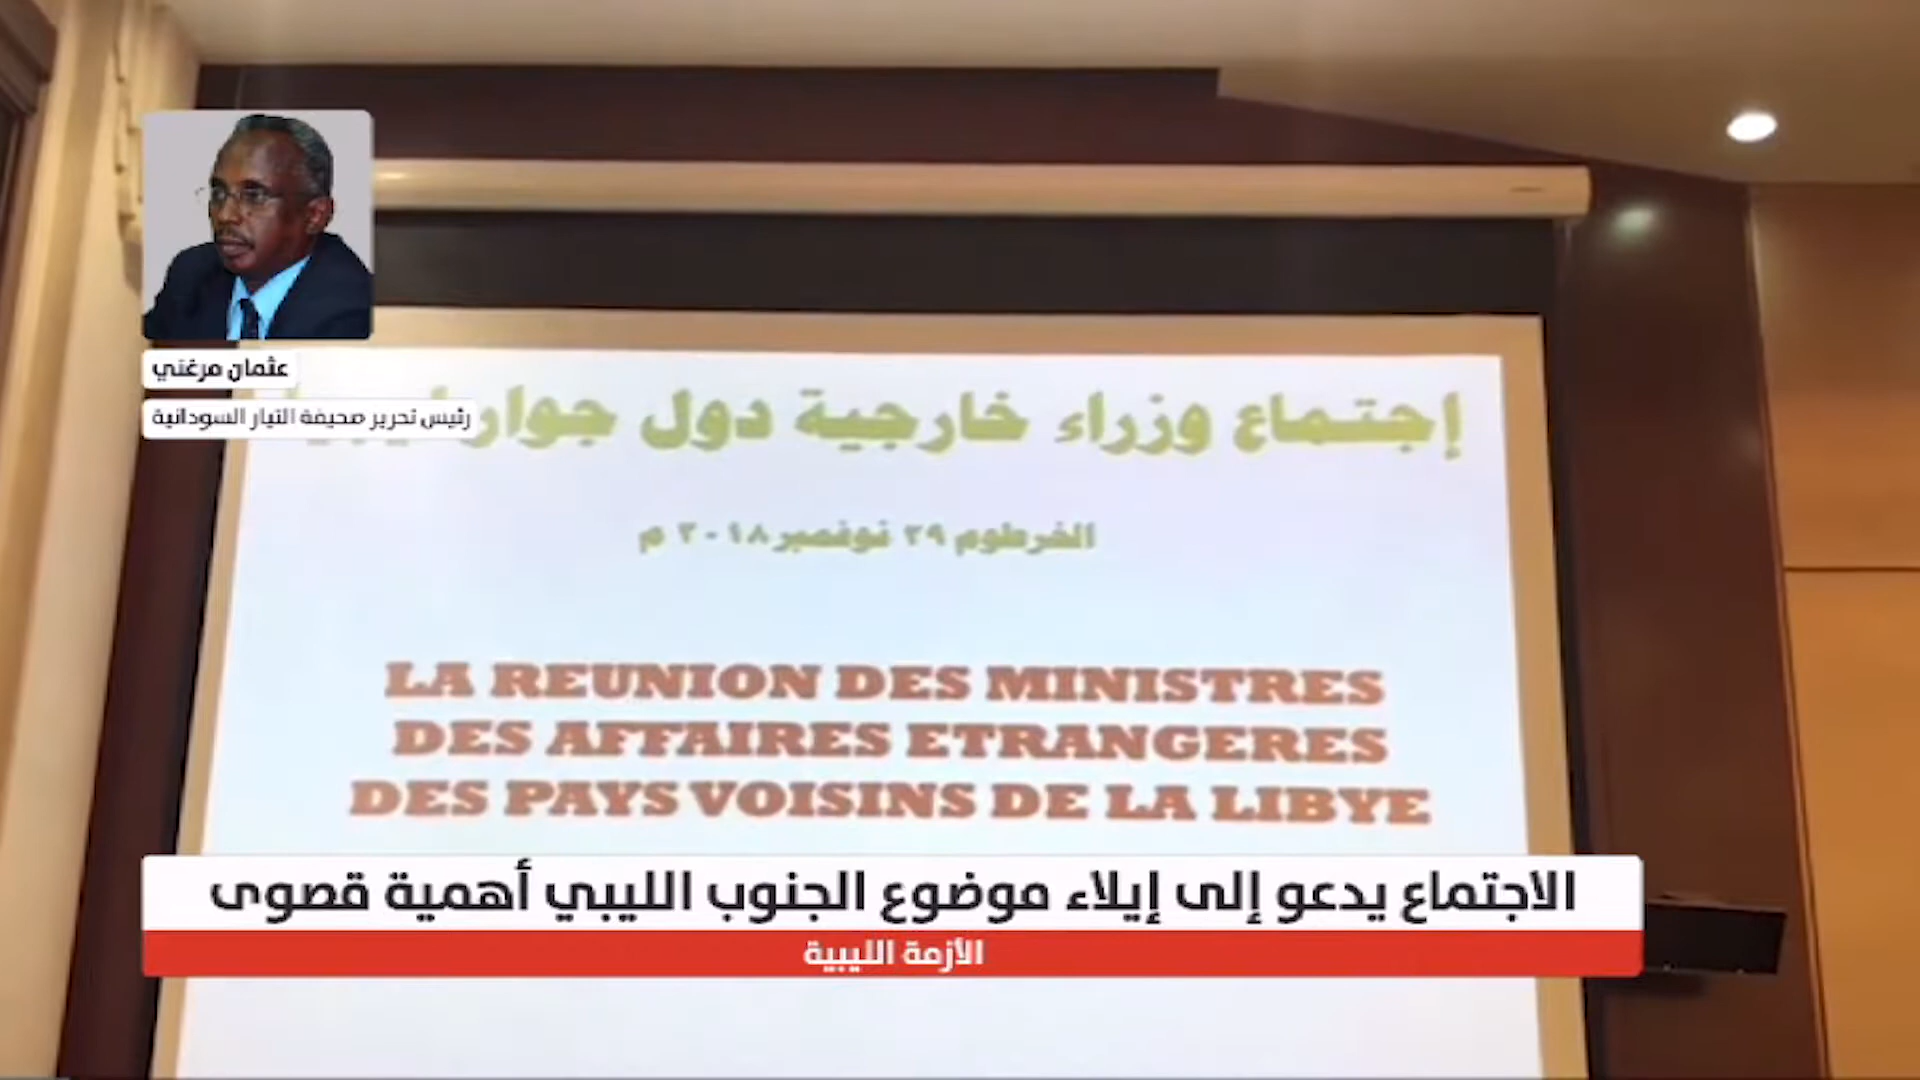 عثمان مرغني
رئيس تحرير صحيفة التيار السودانية
إجتماع وزراء خارجية دول جوار
الخرطوم ٢٩ نوفمبر ٢٠١٨ م
LA REUNION DES MINISTRES
DES AFFAIRES ETRANGERES
DES PAYS VOISINS DE LA LIBYE
الاجتماع يدعو إلى إيلاء موضوع الجنوب الليبي أهمية قصوى
الأزمة الليبية